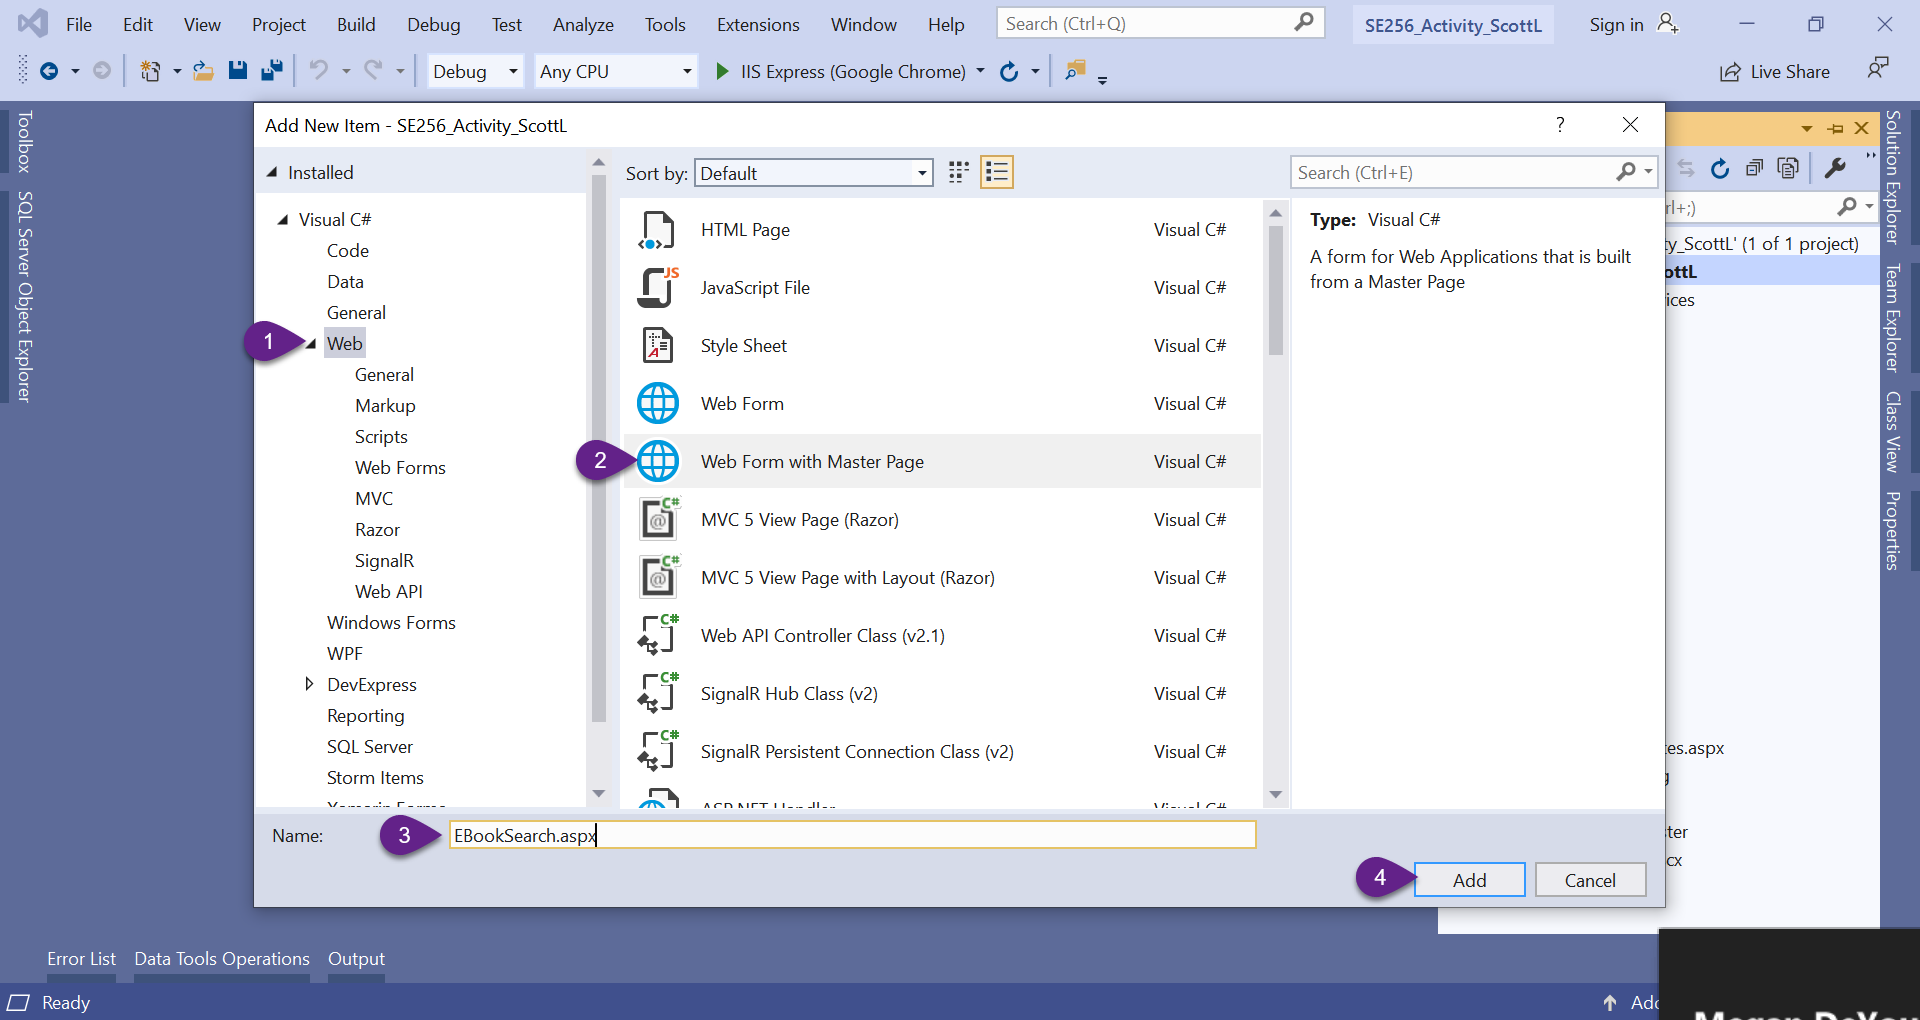 File Edit View Project Build Debug Test Analyze Tools Extensions Window Help Search (Ctrl+Q) SE256_Activity_ScottL Sign in
Debug Any CPU IIS Express (Google Chrome) Live Share
Toolbox
SQL Server Object Explorer
Add New Item - SE256_Activity_ScottL ?
Installed
Visual C#
Code
Data
General
1 Web
General
Markup
Scripts
Web Forms
MVC
Razor
SignalR
Web API
Windows Forms
WPF
DevExpress
Reporting
SQL Server
Storm Items
Sort by: Default
HTML Page Visual C#
JS JavaScript File Visual C#
Style Sheet Visual C#
Web Form Visual C#
2 Web Form with Master Page Visual C#
C# @ MVC 5 View Page (Razor) Visual C#
C# @ MVC 5 View Page with Layout (Razor) Visual C#
C# Web API Controller Class (v2.1) Visual C#
C# SignalR Hub Class (v2) Visual C#
C# SignalR Persistent Connection Class (v2) Visual C#
Search (Ctrl+E)
Type: Visual C#
A form for Web Applications that is built
from a Master Page
Name: 3 EBookSearch.aspx
4 Add Cancel
rl+;)
ty_ScottL' (1 of 1 project)
ottL
ices
es.aspx
ter
cx
Solution Explorer
Team Explorer
Class View
Properties
Error List Data Tools Operations Output
Ready